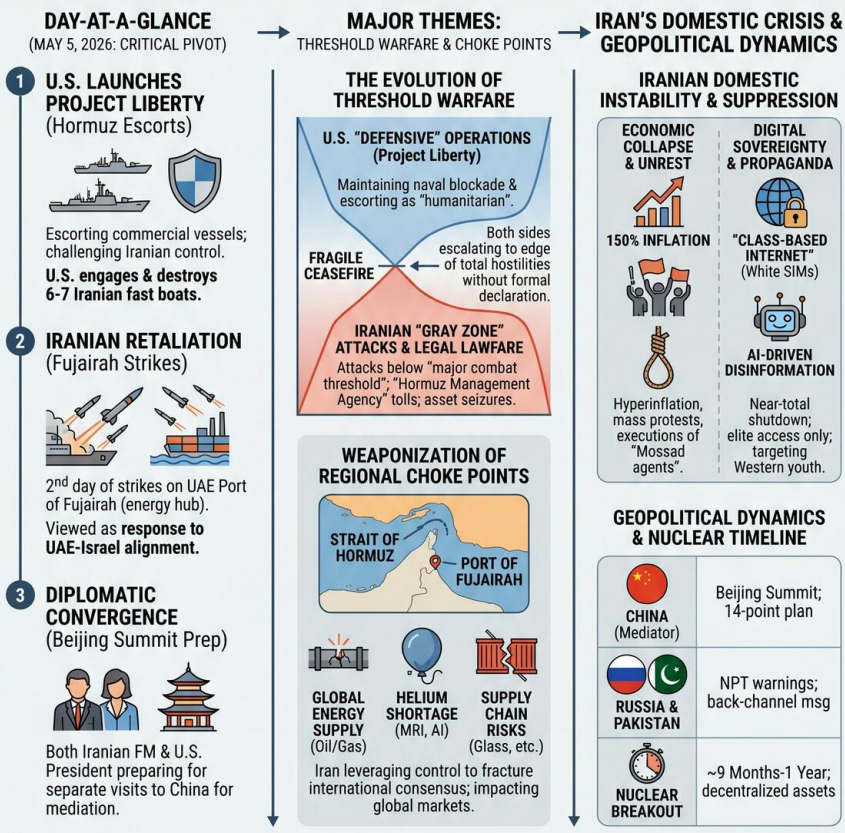 DAY-AT-A-GLANCE
(MAY 5, 2026: CRITICAL PIVOT)
1
U.S. LAUNCHES
PROJECT LIBERTY
(Hormuz Escorts)
Escorting commercial vessels;
challenging Iranian control.
U.S. engages & destroys
6-7 Iranian fast boats.
2
IRANIAN RETALIATION
(Fujairah Strikes)
2nd day of strikes on UAE Port
of Fujairah (energy hub).
Viewed as response to
UAE-Israel alignment.
3
DIPLOMATIC
CONVERGENCE
(Beijing Summit Prep)
Both Iranian FM & U.S.
President preparing for
separate visits to China for
mediation.
MAJOR THEMES:
THRESHOLD WARFARE & CHOKE POINTS
THE EVOLUTION OF
THRESHOLD WARFARE
U.S. “DEFENSIVE” OPERATIONS
(Project Liberty)
Maintaining naval blockade &
escorting as “humanitarian”.
FRAGILE
CEASEFIRE
Both sides
escalating to edge
of total hostilities
without formal
declaration.
IRANIAN “GRAY ZONE”
ATTACKS & LEGAL LAWFARE
Attacks below “major combat
threshold”; “Hormuz Management
Agency” tolls; asset seizures.
WEAPONIZATION OF
REGIONAL CHOKE POINTS
STRAIT OF
HORMUZ
PORT OF
FUJAIRAH
GLOBAL
ENERGY
SUPPLY
(Oil/Gas)
HELIUM
SHORTAGE
(MRI, AI)
SUPPLY
CHAIN
RISKS
(Glass, etc.)
Iran leveraging control to fracture
international consensus; impacting
global markets.
IRAN’S DOMESTIC CRISIS &
GEOPOLITICAL DYNAMICS
IRANIAN DOMESTIC
INSTABILITY & SUPPRESSION
ECONOMIC
COLLAPSE
& UNREST
150% INFLATION
Hyperinflation,
mass protests,
executions of
“Mossad
agents”.
DIGITAL
SOVEREIGNTY
& PROPAGANDA
“CLASS-BASED
INTERNET”
(White SIMs)
AI-DRIVEN
DISINFORMATION
Near-total
shutdown;
elite access only;
targeting
Western youth.
GEOPOLITICAL DYNAMICS
& NUCLEAR TIMELINE
CHINA
(Mediator)
Beijing Summit;
14-point plan
RUSSIA &
PAKISTAN
NPT warnings;
back-channel msg
NUCLEAR
BREAKOUT
~9 Months-1 Year;
decentralized assets